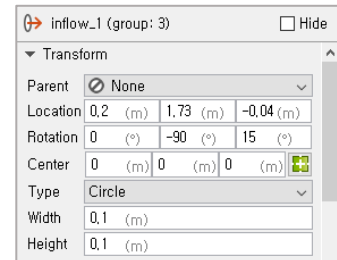 inflow_1 (group: 3) Hide
Transform
Parent None
Location 0.2 (m) 1.73 (m) -0.04 (m)
Rotation 0 (°) -90 (°) 15 (°)
Center 0 (m) 0 (m) 0 (m)
Type Circle
Width 0.1 (m)
Height 0.1 (m)